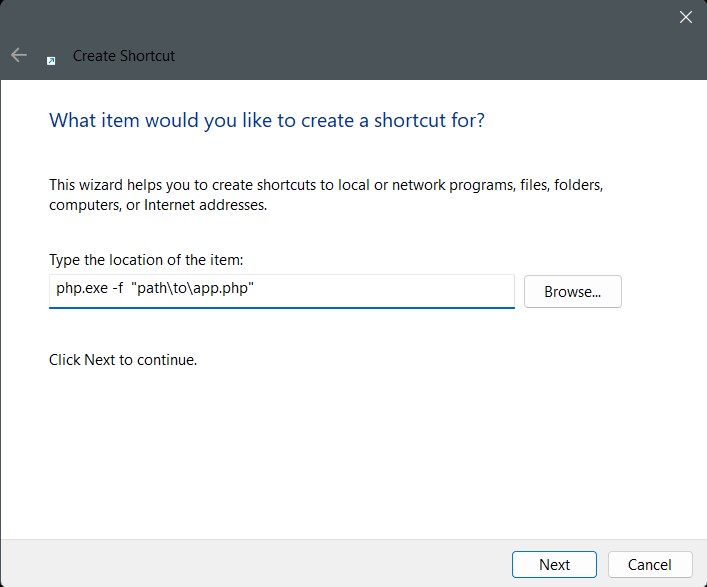 Create Shortcut
What item would you like to create a shortcut for?
This wizard helps you to create shortcuts to local or network programs, files, folders,
computers, or Internet addresses.
Type the location of the item:
php.exe -f  "path\to\app.php"
Browse...
Click Next to continue.
Next
Cancel